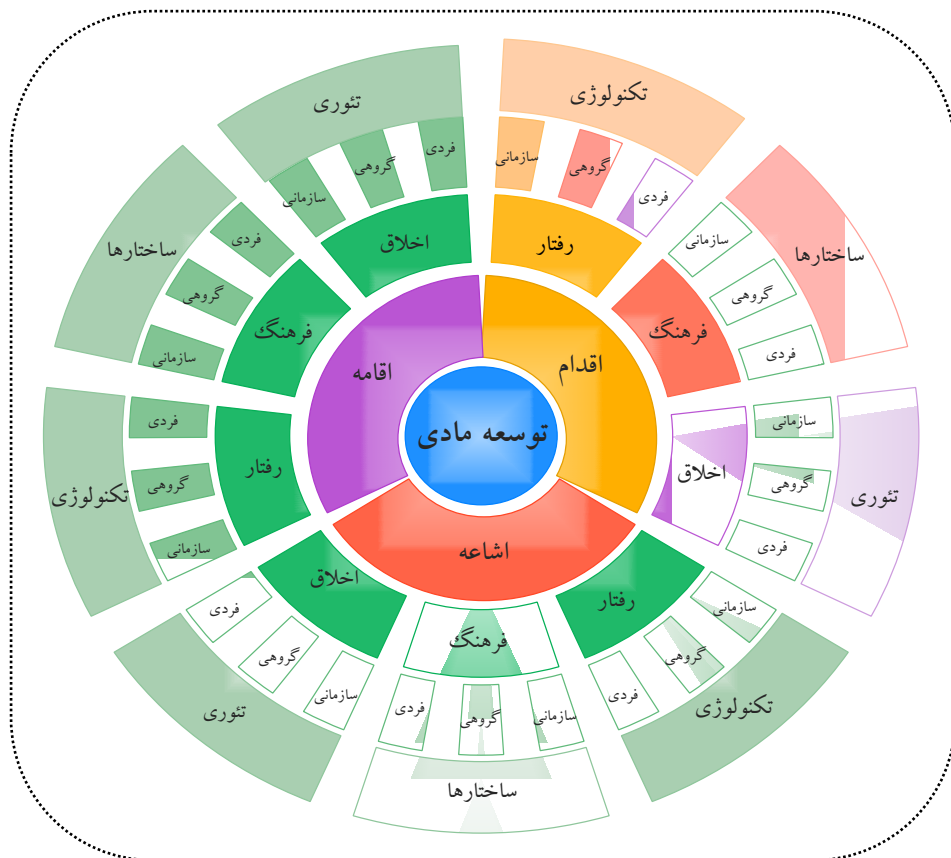 توسعه مادی
اقدام
رفتار
سازمانی
گروهی
فردی
تکنولوژی
فرهنگ
سازمانی
گروهی
فردی
ساختارها
اخلاق
سازمانی
گروهی
فردی
تئوری
اشاعه
رفتار
سازمانی
گروهی
فردی
تکنولوژی
فرهنگ
سازمانی
گروهی
فردی
ساختارها
اخلاق
سازمانی
گروهی
فردی
تئوری
اقامه
رفتار
سازمانی
گروهی
فردی
تکنولوژی
فرهنگ
سازمانی
گروهی
فردی
ساختارها
اخلاق
سازمانی
گروهی
فردی
تئوری